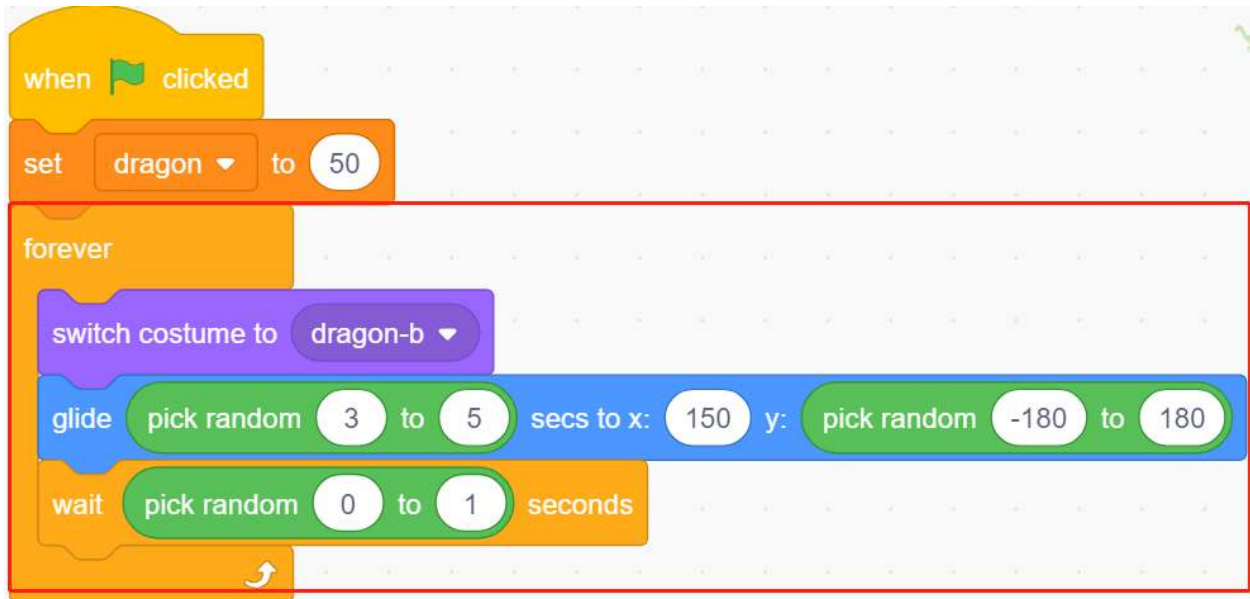 when clicked
set dragon to 50
forever
switch costume to dragon-b
glide pick random 3 to 5 secs to x: 150 y: pick random -180 to 180
wait pick random 0 to 1 seconds